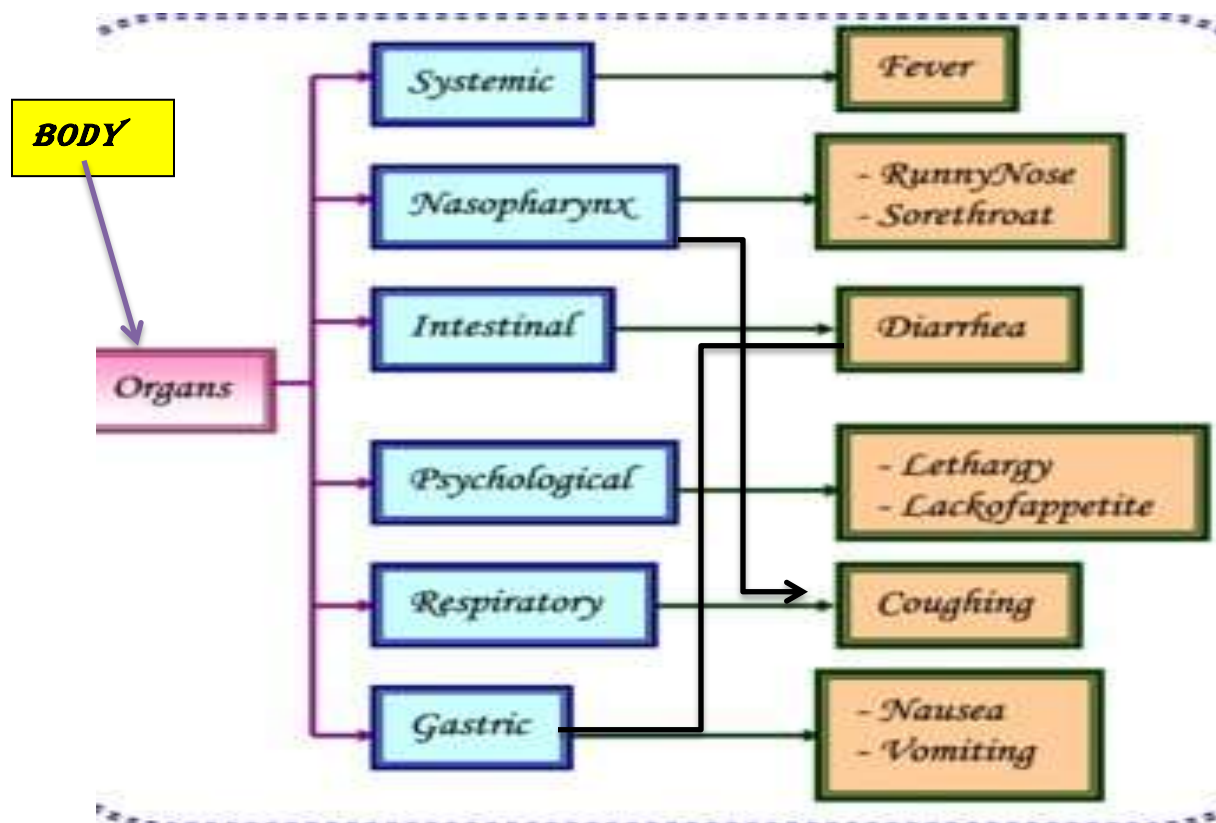 BODY
Organs
Systemic
Nasopharynx
Intestinal
Psychological
Respiratory
Gastric
Fever
- RunnyNose
- Sorethroat
Diarrhea
- Lethargy
- Lackofappetite
Coughing
- Nausea
- Vomiting